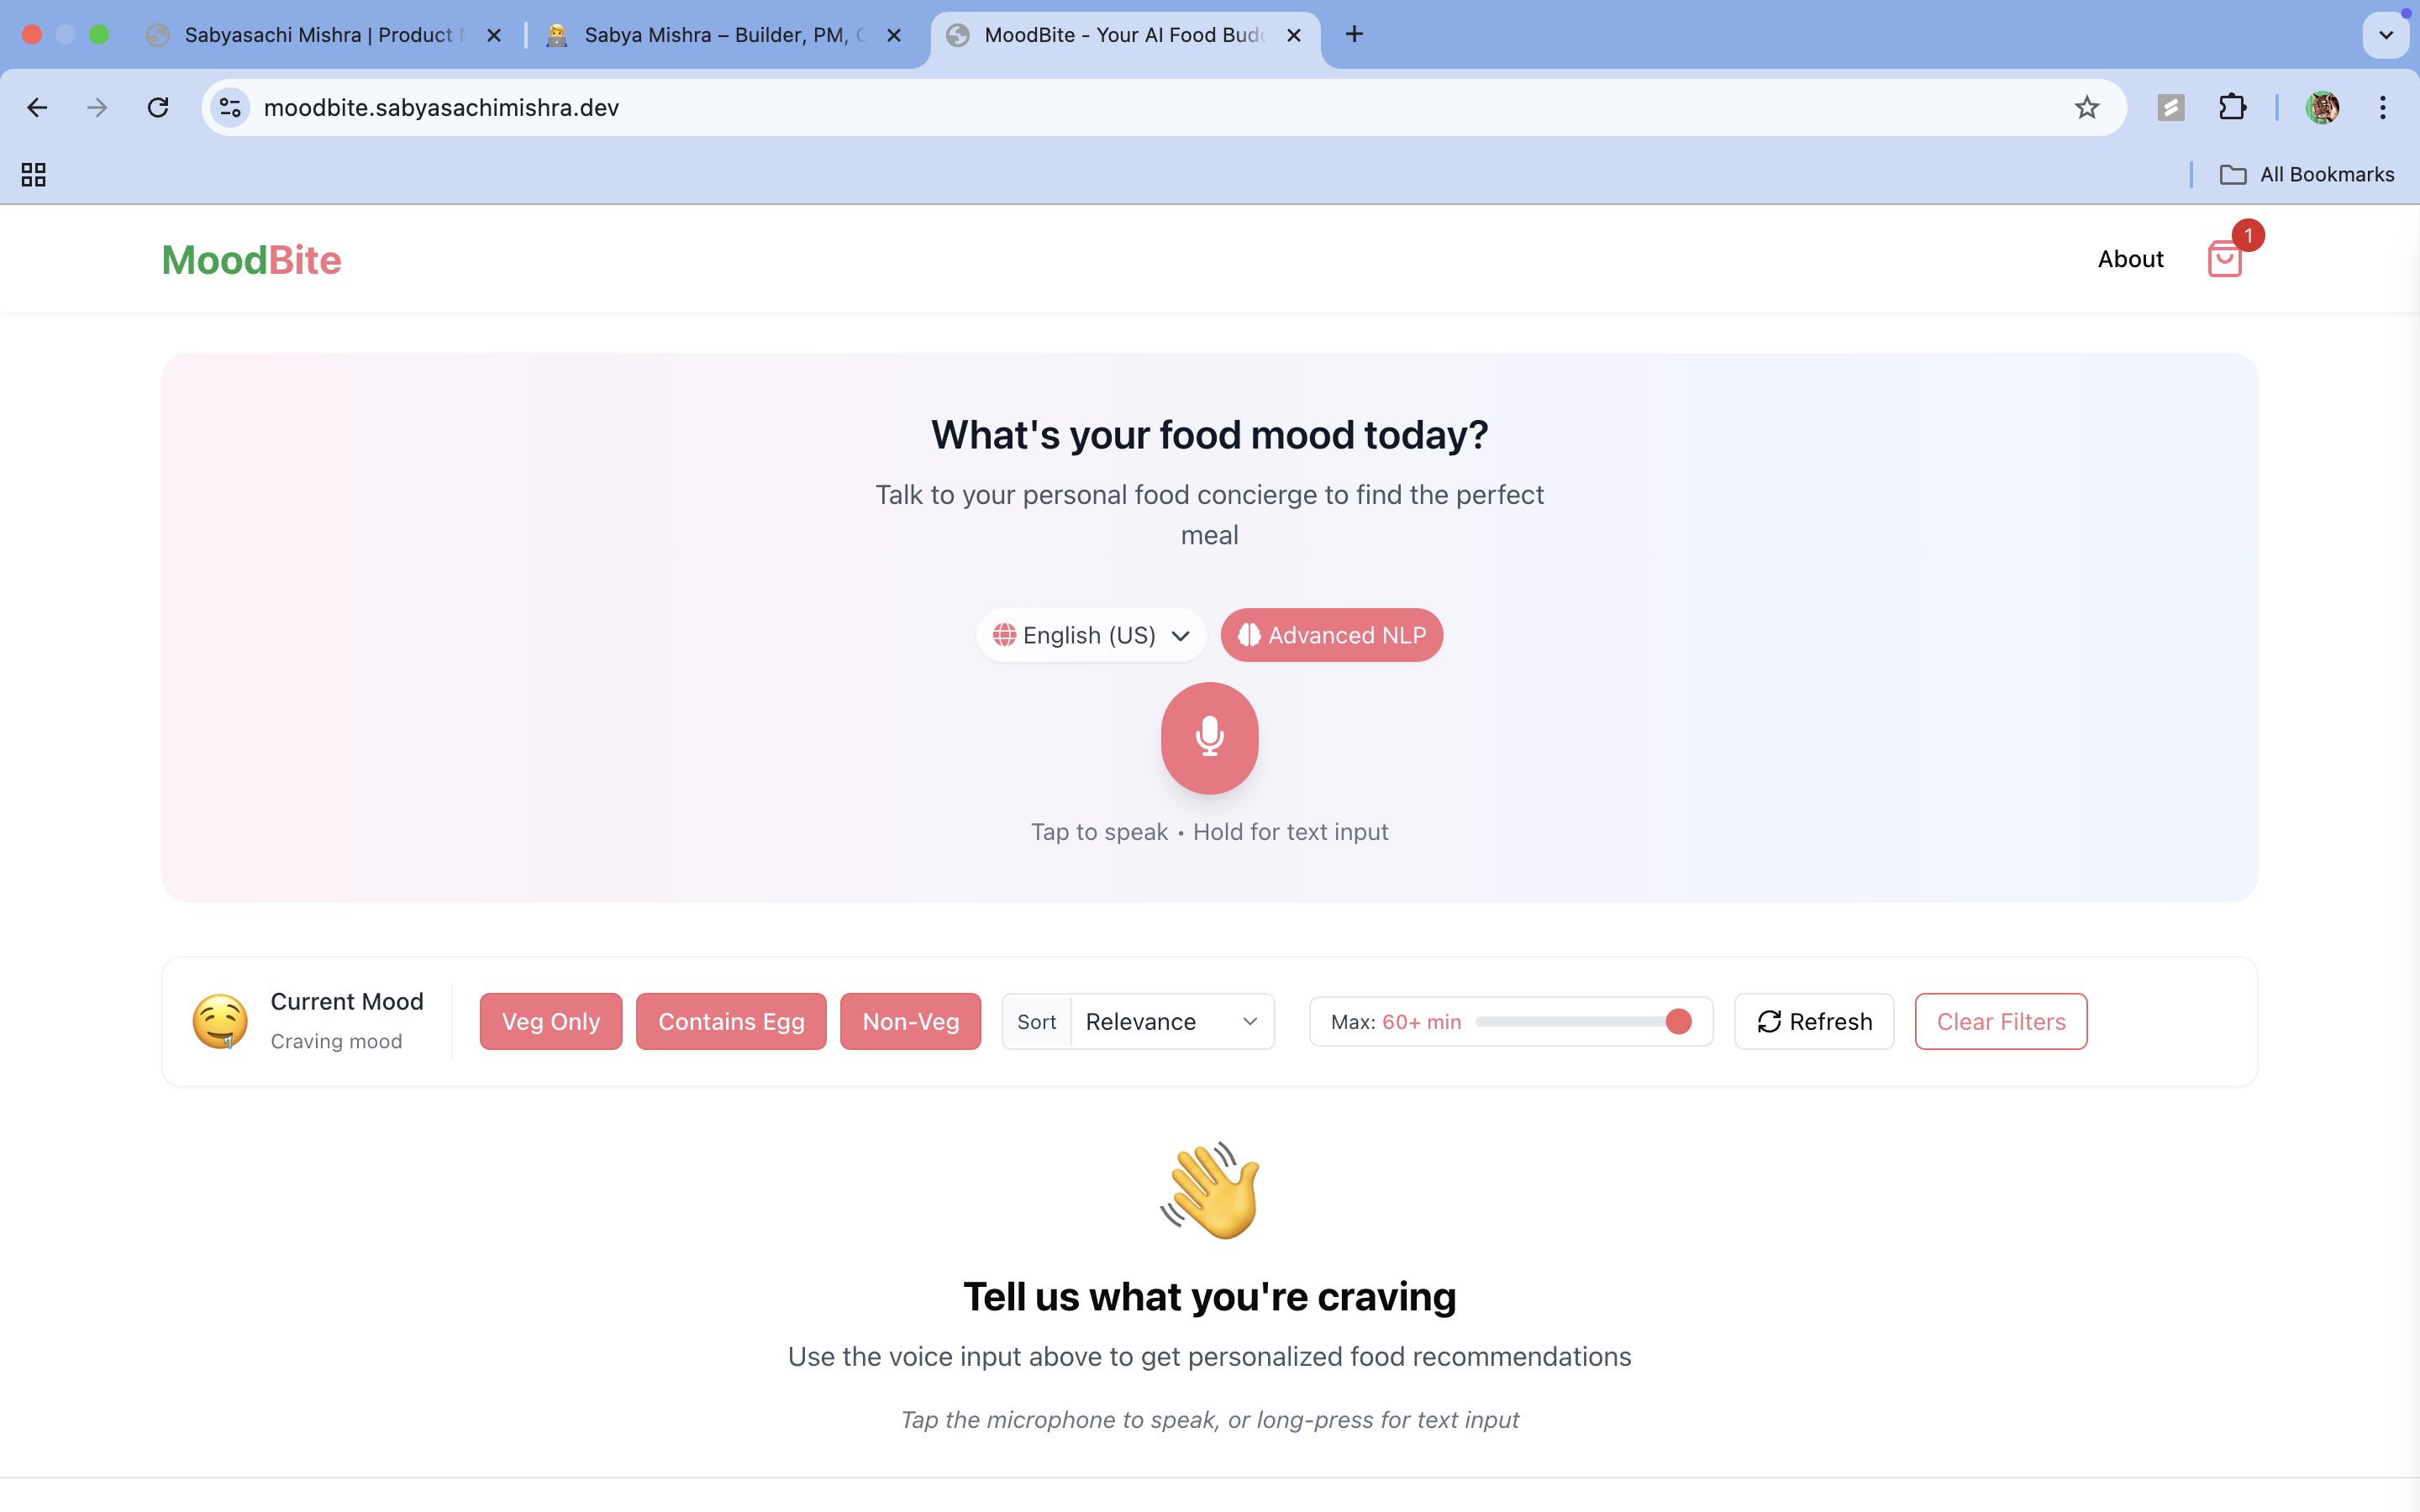 Sabyasachi Mishra | Product
Sabya Mishra – Builder, PM,
MoodBite - Your AI Food Bud
moodbite.sabyasachimishra.dev
All Bookmarks
MoodBite
About
1
What's your food mood today?
Talk to your personal food concierge to find the perfect
meal
English (US)
Advanced NLP
Tap to speak • Hold for text input
Current Mood
Craving mood
Veg Only
Contains Egg
Non-Veg
Sort
Relevance
Max: 60+ min
Refresh
Clear Filters
Tell us what you're craving
Use the voice input above to get personalized food recommendations
Tap the microphone to speak, or long-press for text input